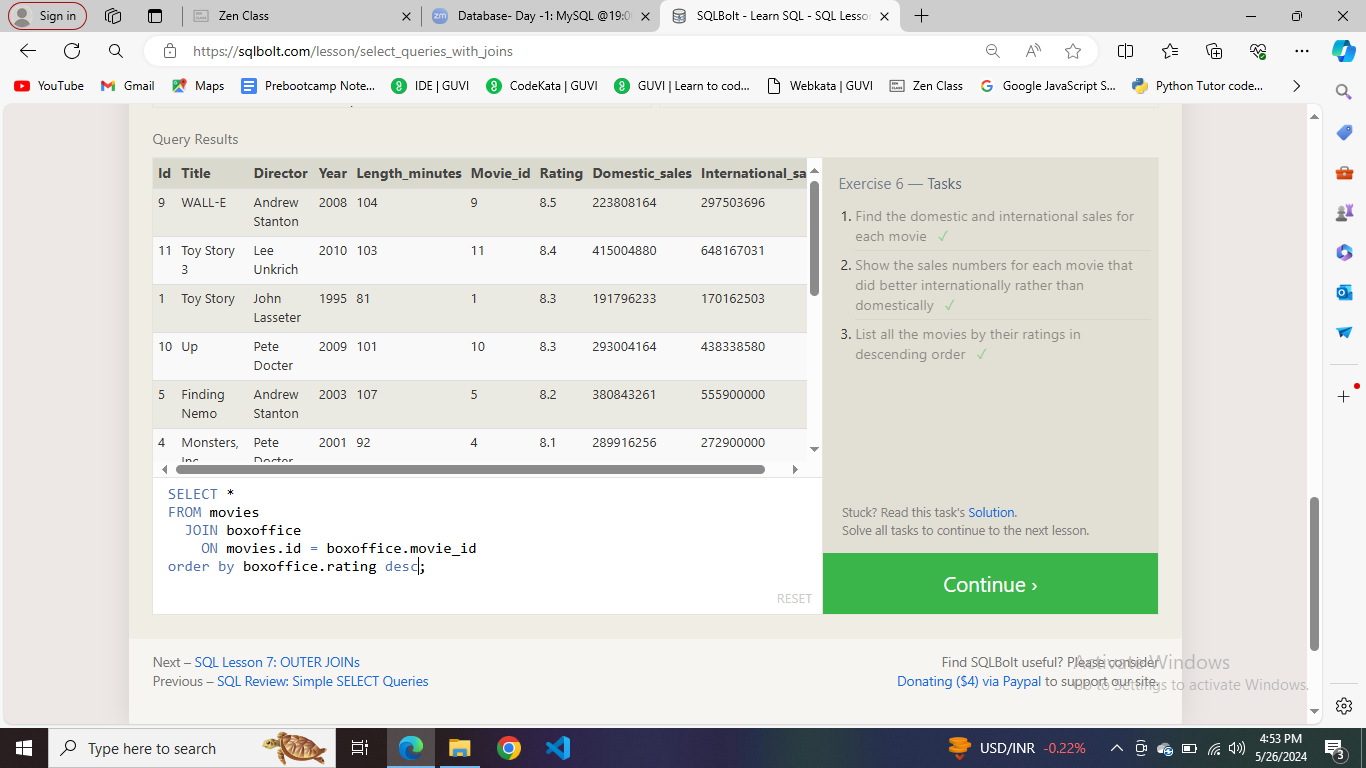 Sign in
Zen Class
Database- Day -1: MySQL @19:0
SQLBolt - Learn SQL - SQL Lesson
https://sqlbolt.com/lesson/select_queries_with_joins
YouTube Gmail Maps Prebootcamp Note... IDE | GUVI CodeKata | GUVI GUVI | Learn to cod... Webkata | GUVI Zen Class Google JavaScript S... Python Tutor code...
Query Results
Id Title Director Year Length_minutes Movie_id Rating Domestic_sales International_sa
9 WALL-E Andrew Stanton 2008 104 9 8.5 223808164 297503696
11 Toy Story 3 Lee Unkrich 2010 103 11 8.4 415004880 648167031
1 Toy Story John Lasseter 1995 81 1 8.3 191796233 170162503
10 Up Pete Docter 2009 101 10 8.3 293004164 438338580
5 Finding Nemo Andrew Stanton 2003 107 5 8.2 380843261 555900000
4 Monsters, Inc. Pete Docter 2001 92 4 8.1 289916256 272900000
SELECT *
FROM movies
JOIN boxoffice
ON movies.id = boxoffice.movie_id
order by boxoffice.rating desc;
RESET
Exercise 6 — Tasks
1. Find the domestic and international sales for
each movie ✓
2. Show the sales numbers for each movie that
did better internationally rather than
domestically ✓
3. List all the movies by their ratings in
descending order ✓
Stuck? Read this task's Solution.
Solve all tasks to continue to the next lesson.
Continue ›
Next – SQL Lesson 7: OUTER JOINs
Previous – SQL Review: Simple SELECT Queries
Find SQLBolt useful? Please consider
Donating ($4) via Paypal to support our site.
Activate Windows
Go to Settings to activate Windows.
Type here to search
USD/INR -0.22%
4:53 PM
5/26/2024
3